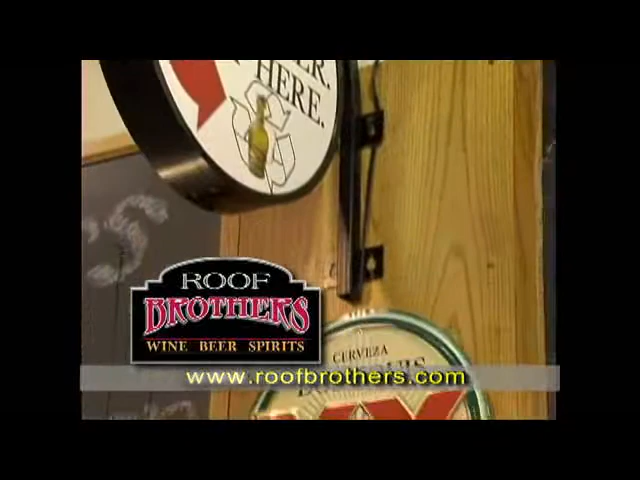 HERE.
ROOF
BROTHERS
WINE BEER SPIRITS
CERVEZA
www.roofbrothers.com